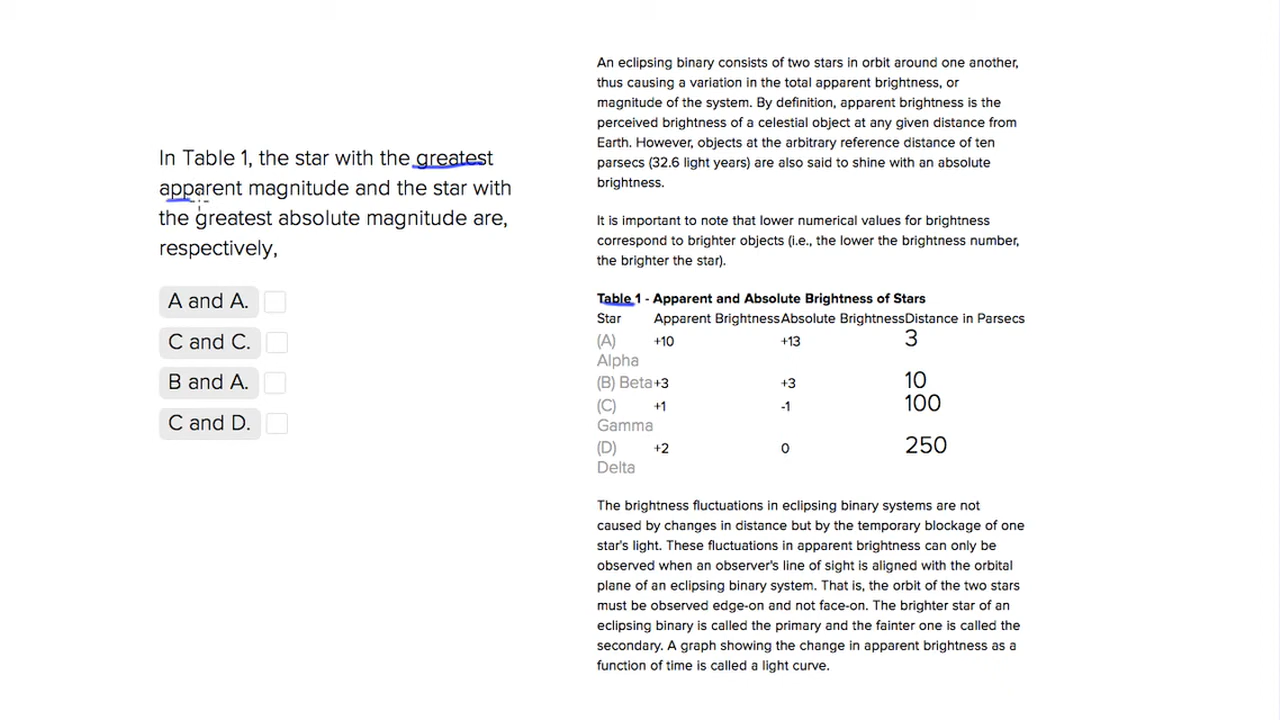 In Table 1, the star with the greatest
apparent magnitude and the star with
the greatest absolute magnitude are,
respectively,
A and A.
C and C.
B and A.
C and D.
An eclipsing binary consists of two stars in orbit around one another,
thus causing a variation in the total apparent brightness, or
magnitude of the system. By definition, apparent brightness is the
perceived brightness of a celestial object at any given distance from
Earth. However, objects at the arbitrary reference distance of ten
parsecs (32.6 light years) are also said to shine with an absolute
brightness.
It is important to note that lower numerical values for brightness
correspond to brighter objects (i.e., the lower the brightness number,
the brighter the star).
Table 1 - Apparent and Absolute Brightness of Stars
Star Apparent Brightness Absolute Brightness Distance in Parsecs
(A) +10 +13 3
Alpha
(B) Beta +3 +3 10
(C) +1 -1 100
Gamma
(D) +2 0 250
Delta
The brightness fluctuations in eclipsing binary systems are not
caused by changes in distance but by the temporary blockage of one
star's light. These fluctuations in apparent brightness can only be
observed when an observer's line of sight is aligned with the orbital
plane of an eclipsing binary system. That is, the orbit of the two stars
must be observed edge-on and not face-on. The brighter star of an
eclipsing binary is called the primary and the fainter one is called the
secondary. A graph showing the change in apparent brightness as a
function of time is called a light curve.